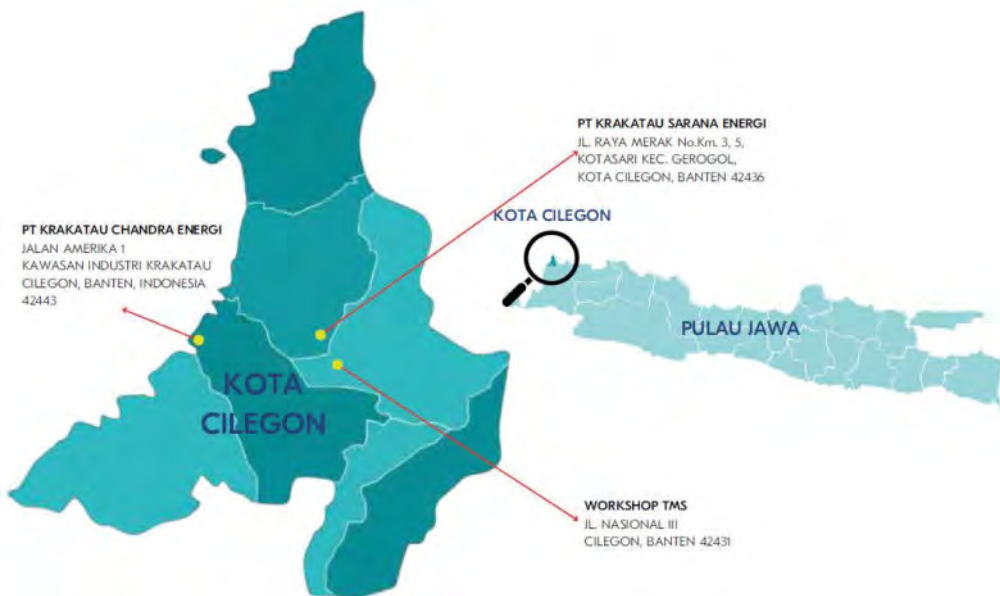 PT KRAKATAU SARANA ENERGI
JL. RAYA MERAK No.Km. 3, 5,
KOTASARI KEC. GEROGOL,
KOTA CILEGON, BANTEN 42436
KOTA CILEGON
PULAU JAWA
PT KRAKATAU CHANDRA ENERGI
JALAN AMERIKA 1
KAWASAN INDUSTRI KRAKATAU
CILEGON, BANTEN, INDONESIA
42443
KOTA
CILEGON
WORKSHOP TMS
JL. NASIONAL III
CILEGON, BANTEN 42431